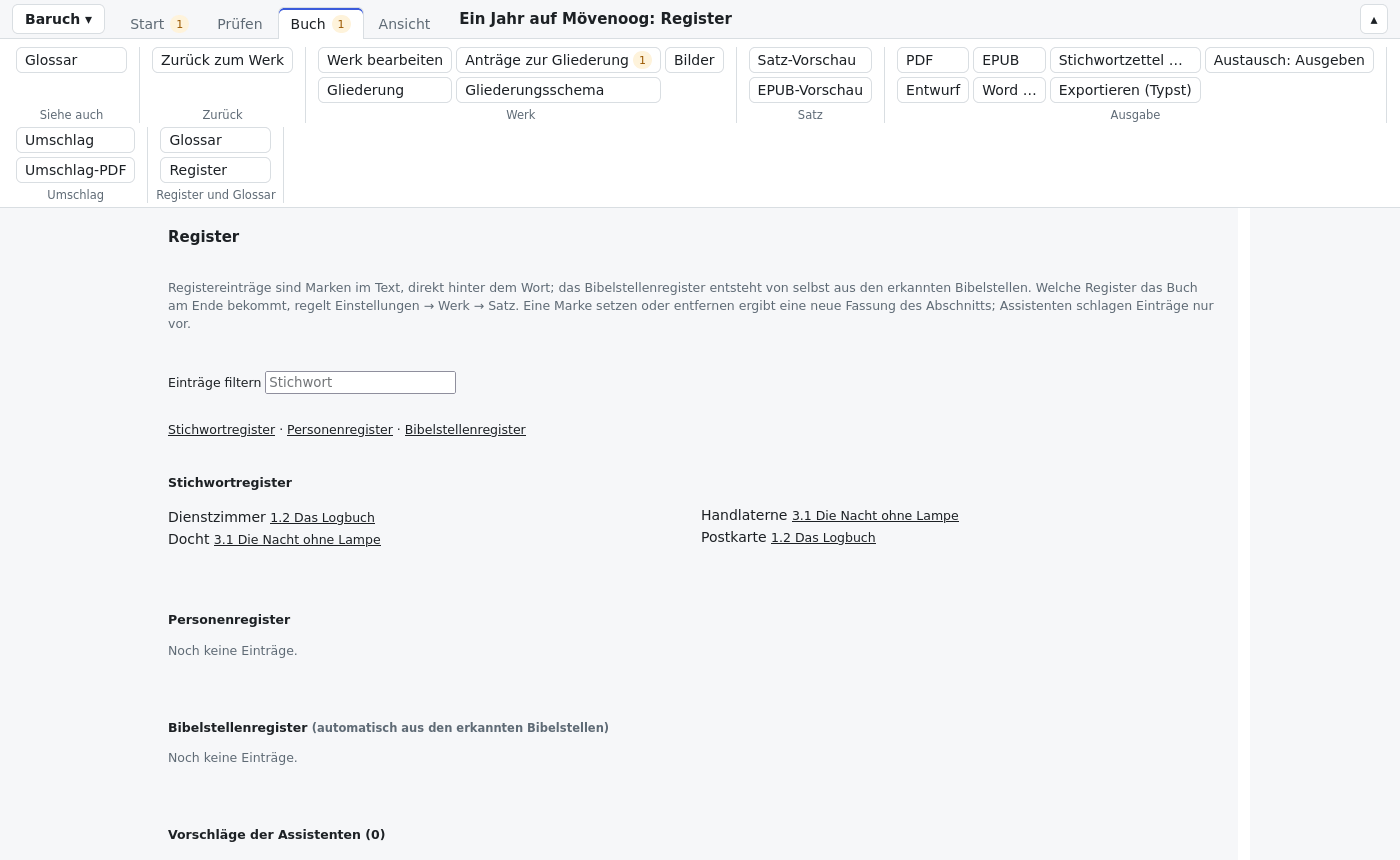 Baruch ▾
Start 1
Prüfen
Buch 1
Ansicht
Ein Jahr auf Mövenoog: Register
▴
Glossar
Siehe auch
Zurück zum Werk
Zurück
Werk bearbeiten
Anträge zur Gliederung 1
Bilder
Gliederung
Gliederungsschema
Werk
Satz-Vorschau
EPUB-Vorschau
Satz
PDF
EPUB
Stichwortzettel ...
Austausch: Ausgeben
Entwurf
Word ...
Exportieren (Typst)
Ausgabe
Umschlag
Umschlag-PDF
Umschlag
Glossar
Register
Register und Glossar
Register
Registereinträge sind Marken im Text, direkt hinter dem Wort; das Bibelstellenregister entsteht von selbst aus den erkannten Bibelstellen. Welche Register das Buch
am Ende bekommt, regelt Einstellungen → Werk → Satz. Eine Marke setzen oder entfernen ergibt eine neue Fassung des Abschnitts; Assistenten schlagen Einträge nur
vor.
Einträge filtern Stichwort
Stichwortregister · Personenregister · Bibelstellenregister
Stichwortregister
Dienstzimmer 1.2 Das Logbuch
Docht 3.1 Die Nacht ohne Lampe
Handlaterne 3.1 Die Nacht ohne Lampe
Postkarte 1.2 Das Logbuch
Personenregister
Noch keine Einträge.
Bibelstellenregister (automatisch aus den erkannten Bibelstellen)
Noch keine Einträge.
Vorschläge der Assistenten (0)